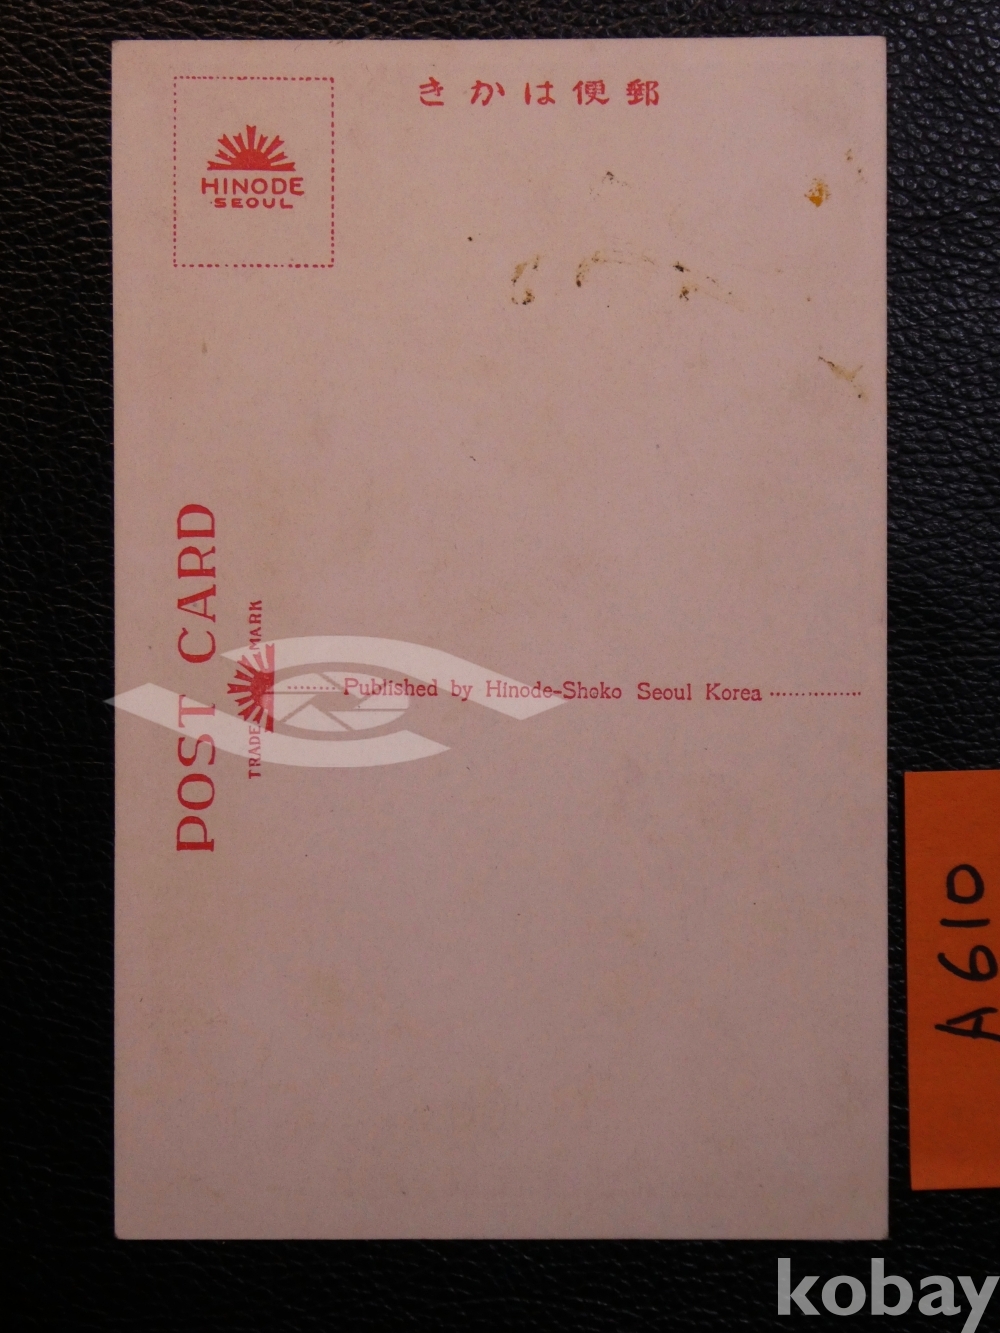 きかは便郵
HINODE
SEOUL
POST CARD
TRADE MARK
Published by Hinode-Shoko Seoul Korea
A610
kobay